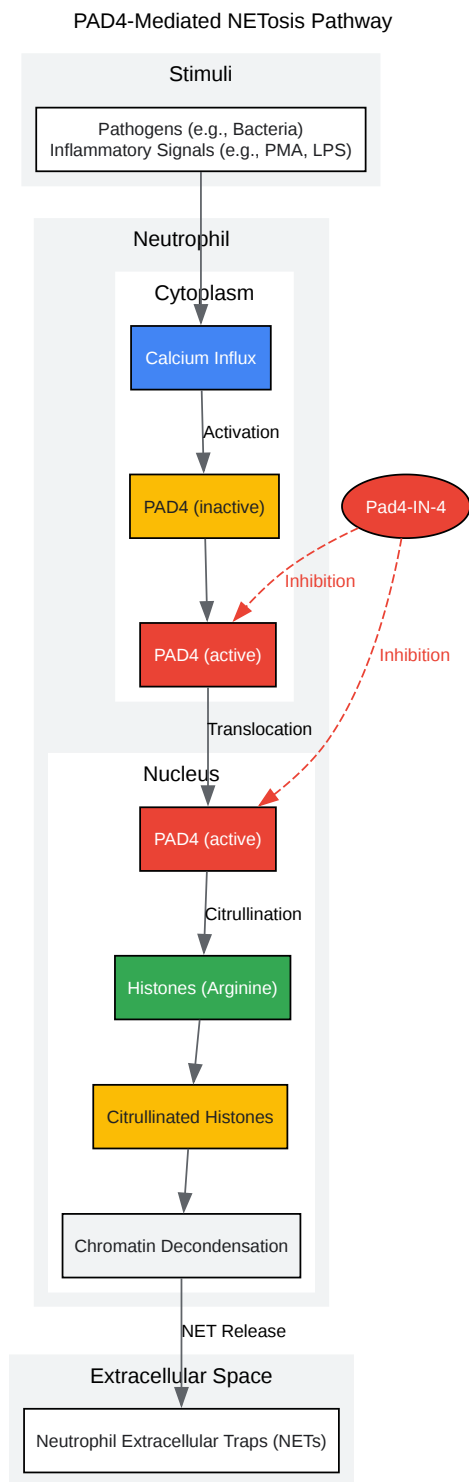 PAD4-Mediated NETosis Pathway
Stimuli
Pathogens (e.g., Bacteria)
Inflammatory Signals (e.g., PMA, LPS)
Neutrophil
Cytoplasm
Calcium Influx
Activation
PAD4 (inactive)
Pad4-IN-4
Inhibition
PAD4 (active)
Inhibition
Translocation
Nucleus
PAD4 (active)
Citrullination
Histones (Arginine)
Citrullinated Histones
Chromatin Decondensation
NET Release
Extracellular Space
Neutrophil Extracellular Traps (NETs)